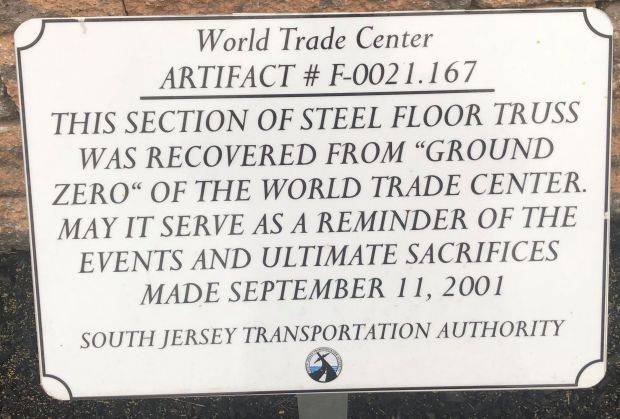 World Trade Center
ARTIFACT # F-0021.167
THIS SECTION OF STEEL FLOOR TRUSS
WAS RECOVERED FROM “GROUND
ZERO“ OF THE WORLD TRADE CENTER.
MAY IT SERVE AS A REMINDER OF THE
EVENTS AND ULTIMATE SACRIFICES
MADE SEPTEMBER 11, 2001
SOUTH JERSEY TRANSPORTATION AUTHORITY